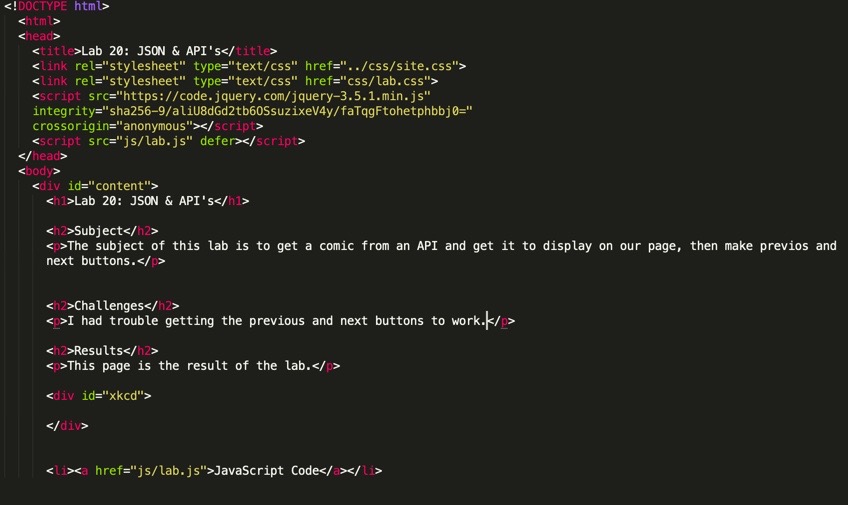 <!DOCTYPE html>
<html>
<head>
<title>Lab 20: JSON & API's</title>
<link rel="stylesheet" type="text/css" href="../css/site.css">
<link rel="stylesheet" type="text/css" href="css/lab.css">
<script src="https://code.jquery.com/jquery-3.5.1.min.js"
integrity="sha256-9/aliU8dGd2tb6OSsuzixeV4y/faTqgFtohetphbbj0="
crossorigin="anonymous"></script>
<script src="js/lab.js" defer></script>
</head>
<body>
<div id="content">
<h1>Lab 20: JSON & API's</h1>
<h2>Subject</h2>
<p>The subject of this lab is to get a comic from an API and get it to display on our page, then make previos and
next buttons.</p>
<h2>Challenges</h2>
<p>I had trouble getting the previous and next buttons to work.</p>
<h2>Results</h2>
<p>This page is the result of the lab.</p>
<div id="xkcd">
</div>
<li><a href="js/lab.js">JavaScript Code</a></li>